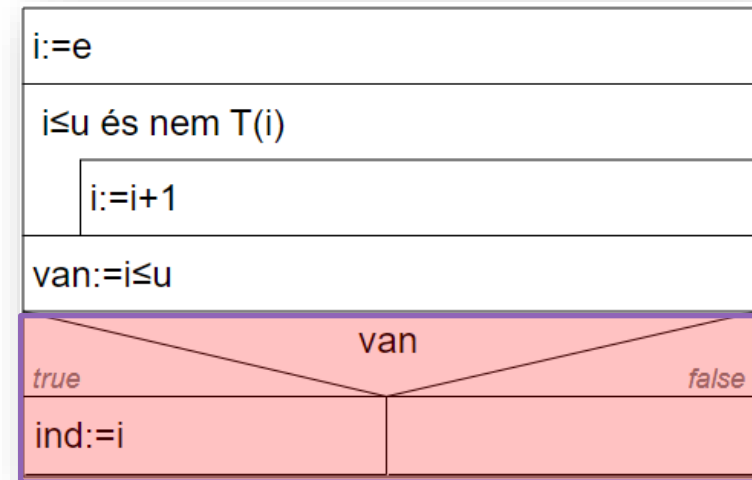 i:=e
i≤u és nem T(i)
i:=i+1
van:=i≤u
van
true false
ind:=i